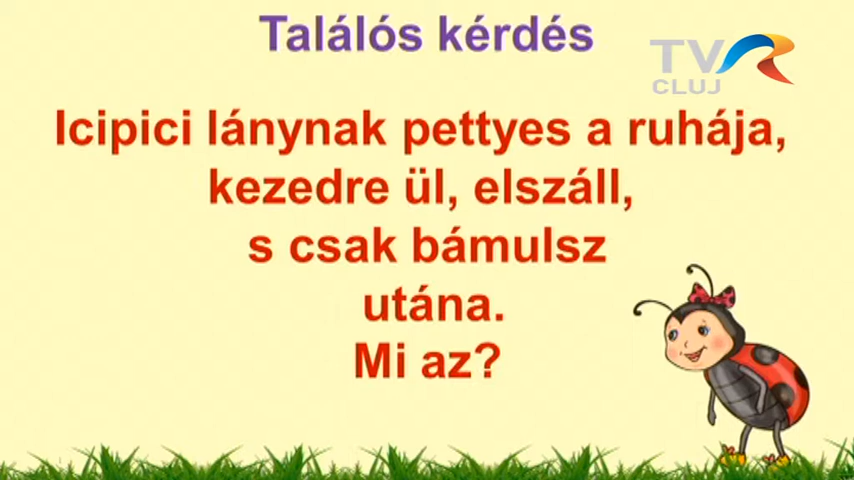 Találós kérdés
TVR
CLUJ
Icipici lánynak pettyes a ruhája,
kezedre ül, elszáll,
s csak bámulsz
utána.
Mi az?